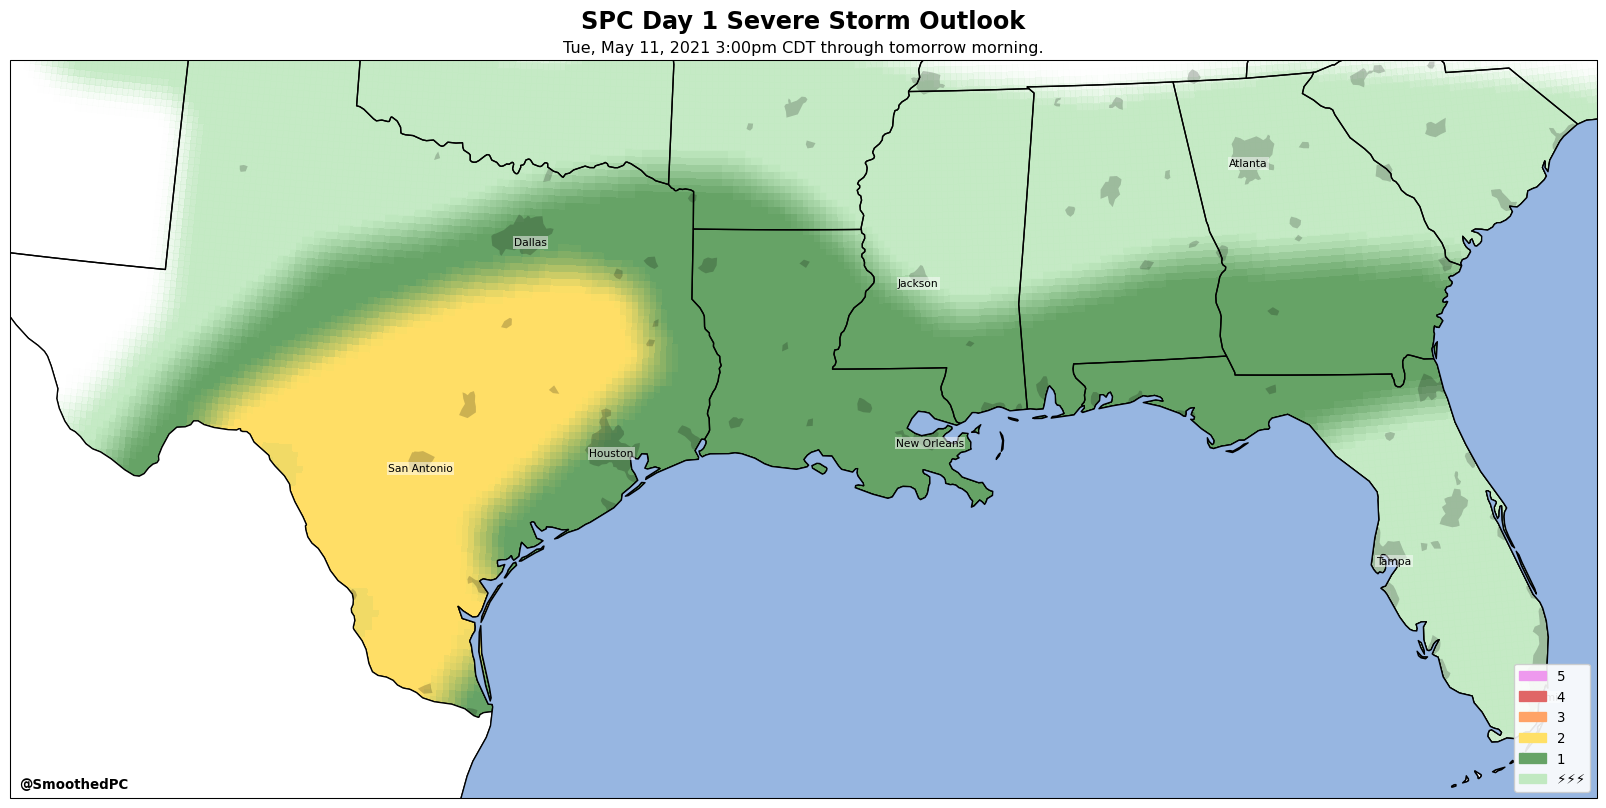 SPC Day 1 Severe Storm Outlook
Tue, May 11, 2021 3:00pm CDT through tomorrow morning.
Atlanta
Dallas
Jackson
New Orleans
Houston
San Antonio
Tampa
5
4
3
2
1
⚡⚡⚡
@SmoothedPC